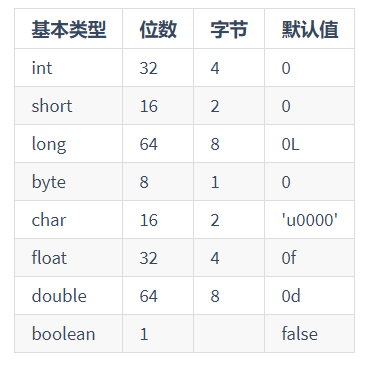 基本类型 位数 字节 默认值
int 32 4 0
short 16 2 0
long 64 8 0L
byte 8 1 0
char 16 2 'u0000'
float 32 4 0f
double 64 8 0d
boolean 1 false